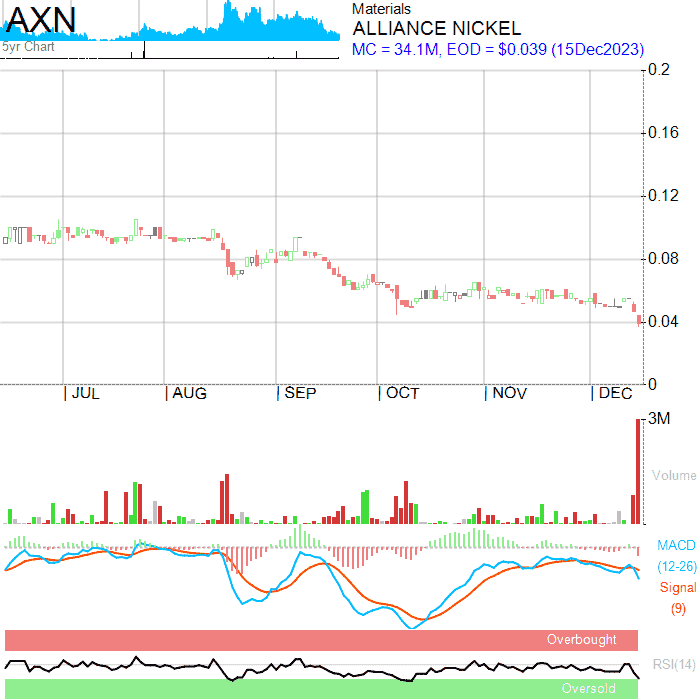 AXN
5yr Chart
Materials
ALLIANCE NICKEL
MC = 34.1M, EOD = $0.039 (15Dec2023)
0.2
0.16
0.12
0.08
0.04
0
JUL AUG SEP OCT NOV DEC
3M
Volume
MACD
(12-26)
Signal
(9)
Overbought
RSI(14)
Oversold